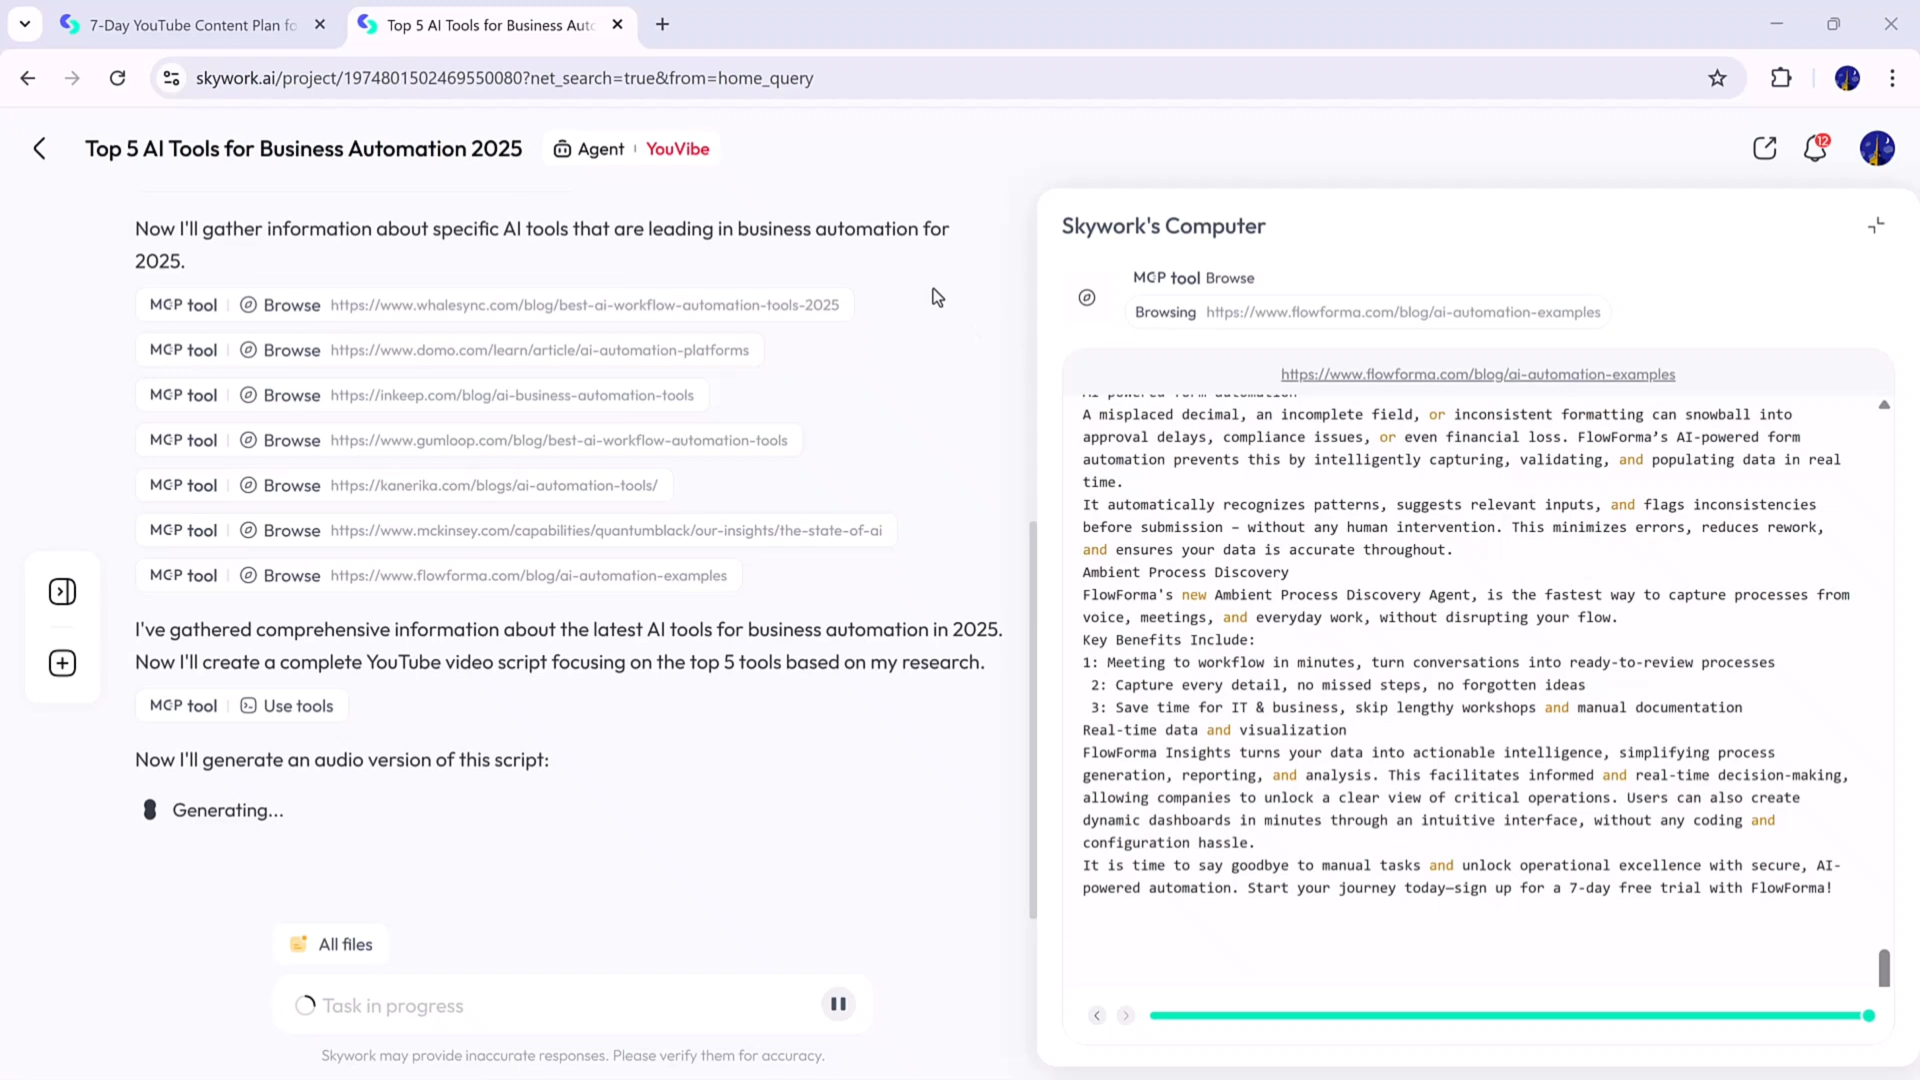 7-Day YouTube Content Plan fo
Top 5 AI Tools for Business Auto
skywork.ai/project/1974801502469550080?net_search=true&from=home_query
Top 5 AI Tools for Business Automation 2025
Agent
YouVibe
12
Now I'll gather information about specific AI tools that are leading in business automation for
2025.
MCP tool Browse https://www.whalesync.com/blog/best-ai-workflow-automation-tools-2025
MCP tool Browse https://www.domo.com/learn/article/ai-automation-platforms
MCP tool Browse https://inkeep.com/blog/ai-business-automation-tools
MCP tool Browse https://www.gumloop.com/blog/best-ai-workflow-automation-tools
MCP tool Browse https://kanerika.com/blogs/ai-automation-tools/
MCP tool Browse https://www.mckinsey.com/capabilities/quantumblack/our-insights/the-state-of-ai
MCP tool Browse https://www.flowforma.com/blog/ai-automation-examples
I've gathered comprehensive information about the latest AI tools for business automation in 2025.
Now I'll create a complete YouTube video script focusing on the top 5 tools based on my research.
MCP tool Use tools
Now I'll generate an audio version of this script:
Generating...
All files
Task in progress
Skywork may provide inaccurate responses. Please verify them for accuracy.
Skywork's Computer
MCP tool Browse
Browsing https://www.flowforma.com/blog/ai-automation-examples
https://www.flowforma.com/blog/ai-automation-examples
AI-powered form automation
A misplaced decimal, an incomplete field, or inconsistent formatting can snowball into
approval delays, compliance issues, or even financial loss. FlowForma’s AI-powered form
automation prevents this by intelligently capturing, validating, and populating data in real
time.
It automatically recognizes patterns, suggests relevant inputs, and flags inconsistencies
before submission – without any human intervention. This minimizes errors, reduces rework,
and ensures your data is accurate throughout.
Ambient Process Discovery
FlowForma's new Ambient Process Discovery Agent, is the fastest way to capture processes from
voice, meetings, and everyday work, without disrupting your flow.
Key Benefits Include:
1: Meeting to workflow in minutes, turn conversations into ready-to-review processes
2: Capture every detail, no missed steps, no forgotten ideas
3: Save time for IT & business, skip lengthy workshops and manual documentation
Real-time data and visualization
FlowForma Insights turns your data into actionable intelligence, simplifying process
generation, reporting, and analysis. This facilitates informed and real-time decision-making,
allowing companies to unlock a clear view of critical operations. Users can also create
dynamic dashboards in minutes through an intuitive interface, without any coding and
configuration hassle.
It is time to say goodbye to manual tasks and unlock operational excellence with secure, AI-
powered automation. Start your journey today—sign up for a 7-day free trial with FlowForma!